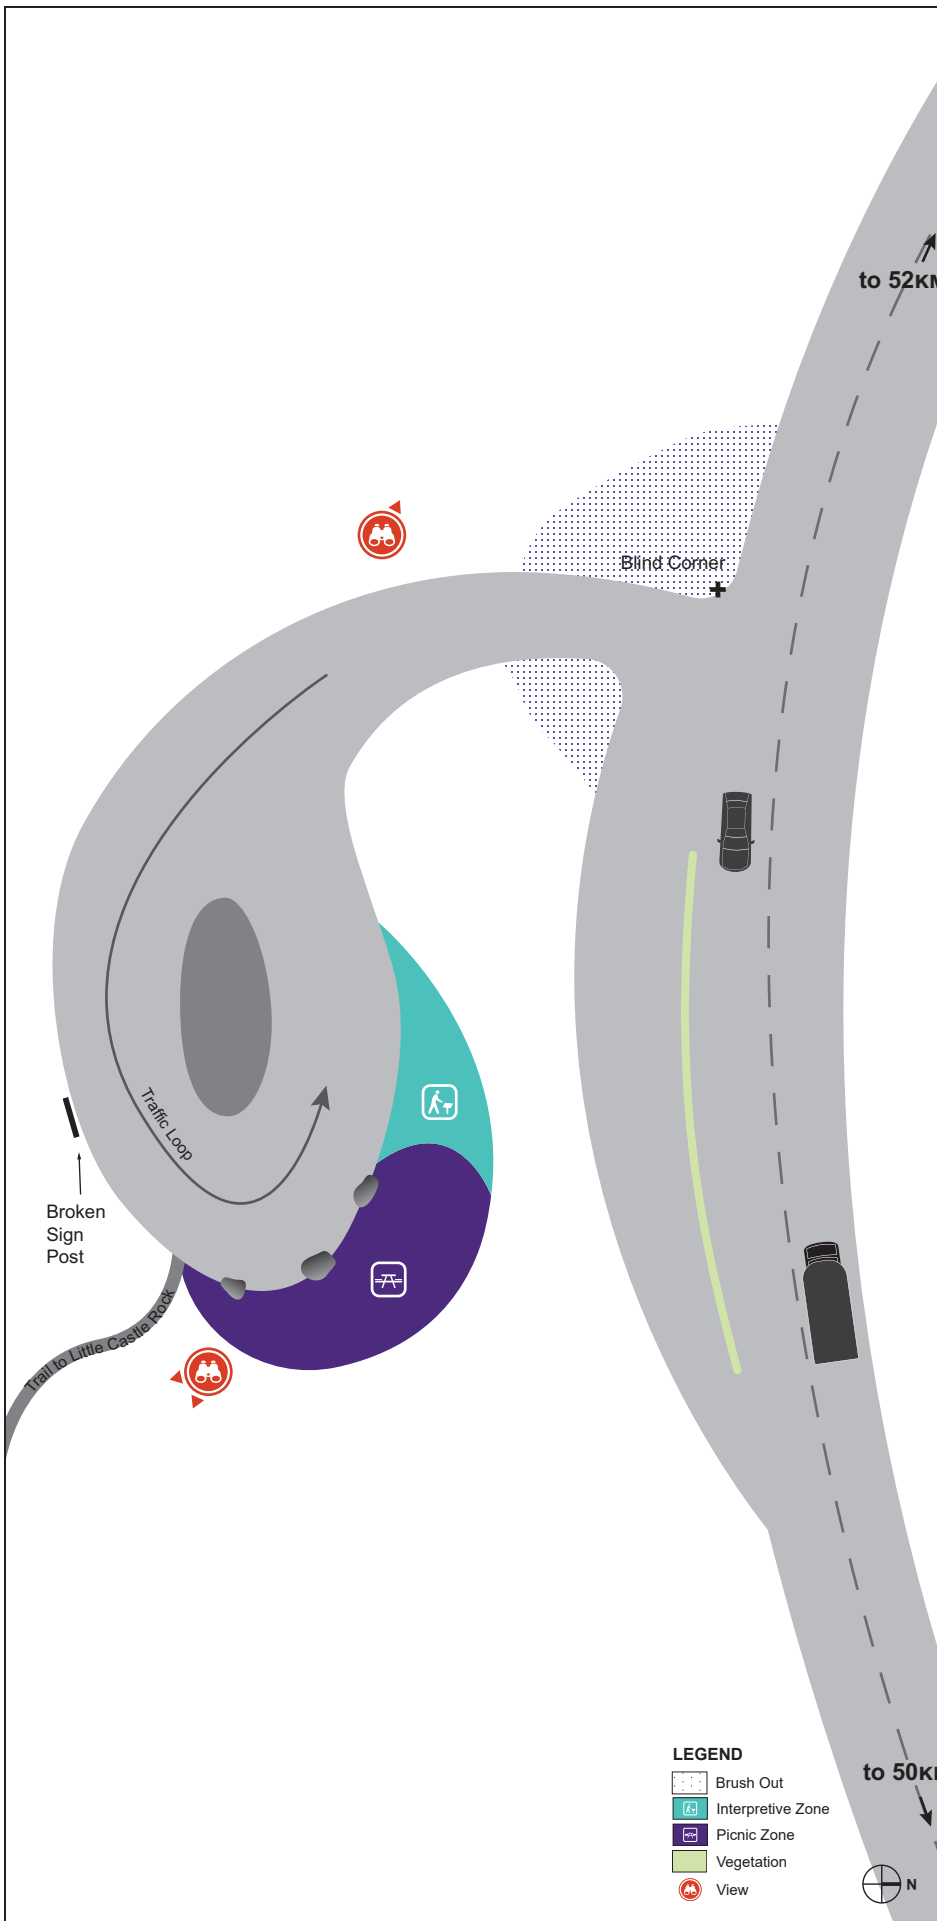 to 52KM
Blind Corner
Traffic Loop
Broken
Sign
Post
Trail to Little Castle Rock
to 50K
LEGEND
Brush Out
Interpretive Zone
Picnic Zone
Vegetation
View
N